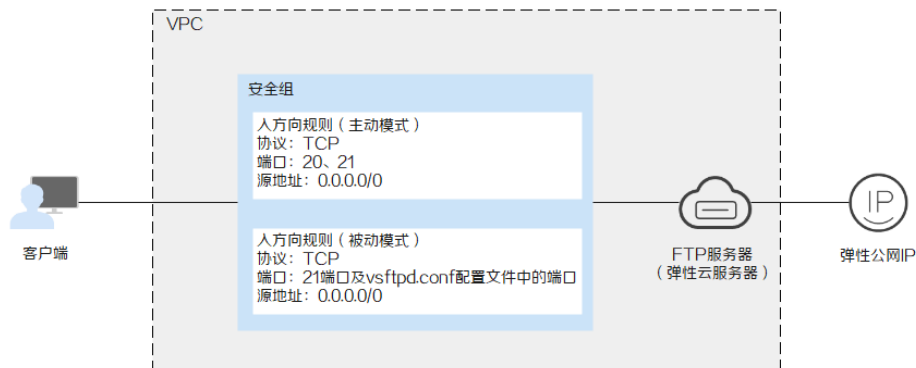 VPC
安全组
入方向规则（主动模式）
协议：TCP
端口：20、21
源地址：0.0.0.0/0
入方向规则（被动模式）
协议：TCP
端口：21端口及vsftpd.conf配置文件中的端口
源地址：0.0.0.0/0
客户端
FTP服务器
（弹性云服务器）
IP
弹性公网IP